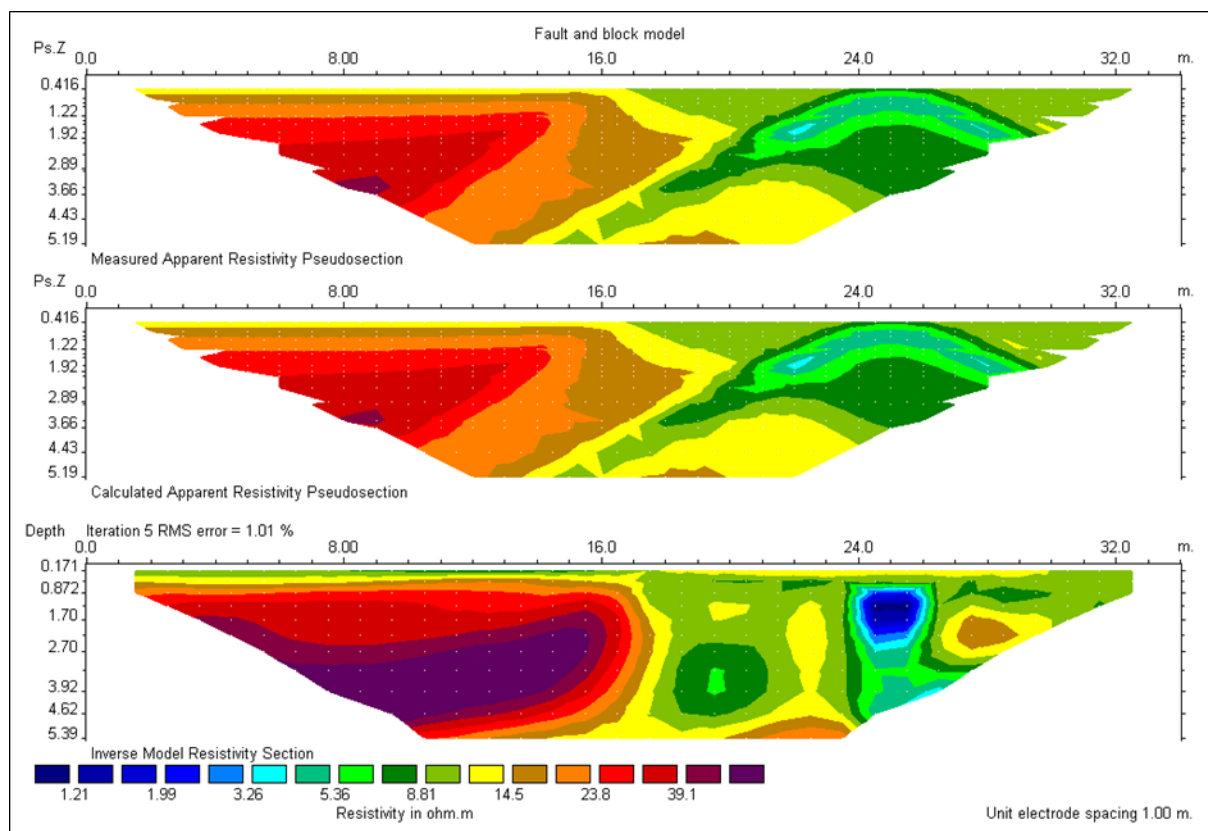 Fault and block model
Ps.Z 0.0 8.00 16.0 24.0 32.0 m.
0.416
1.22
1.92
2.89
3.66
4.43
5.19
Measured Apparent Resistivity Pseudosection
Ps.Z 0.0 8.00 16.0 24.0 32.0 m.
0.416
1.22
1.92
2.89
3.66
4.43
5.19
Calculated Apparent Resistivity Pseudosection
Depth Iteration 5 RMS error = 1.01 %
0.0 8.00 16.0 24.0 32.0 m.
0.171
0.872
1.70
2.70
3.92
4.62
5.39
Inverse Model Resistivity Section
1.21 1.99 3.26 5.36 8.81 14.5 23.8 39.1
Resistivity in ohm.m Unit electrode spacing 1.00 m.